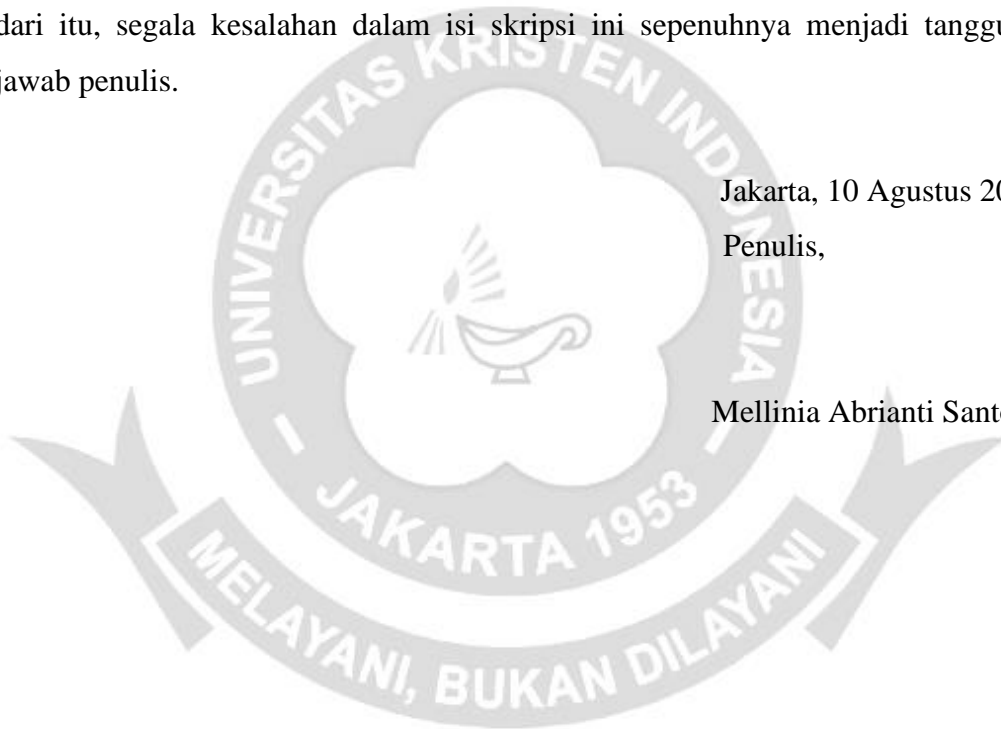 dari itu, segala kesalahan dalam isi skripsi ini sepenuhnya menjadi tanggu
jawab penulis.
Jakarta, 10 Agustus 20
Penulis,
Mellinia Abrianti Sant
UNIVERSITAS KRISTEN INDONESIA
JAKARTA 1953
MELAYANI, BUKAN DILAYANI